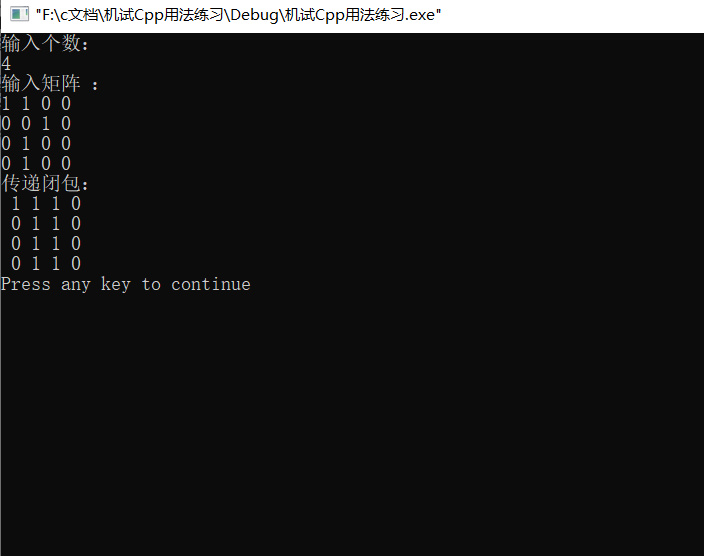 "F:\c文档\机试Cpp用法练习\Debug\机试Cpp用法练习.exe"
输入个数：
4
输入矩阵 ：
1 1 0 0
0 0 1 0
0 1 0 0
0 1 0 0
传递闭包：
 1 1 1 0
 0 1 1 0
 0 1 1 0
 0 1 1 0
Press any key to continue